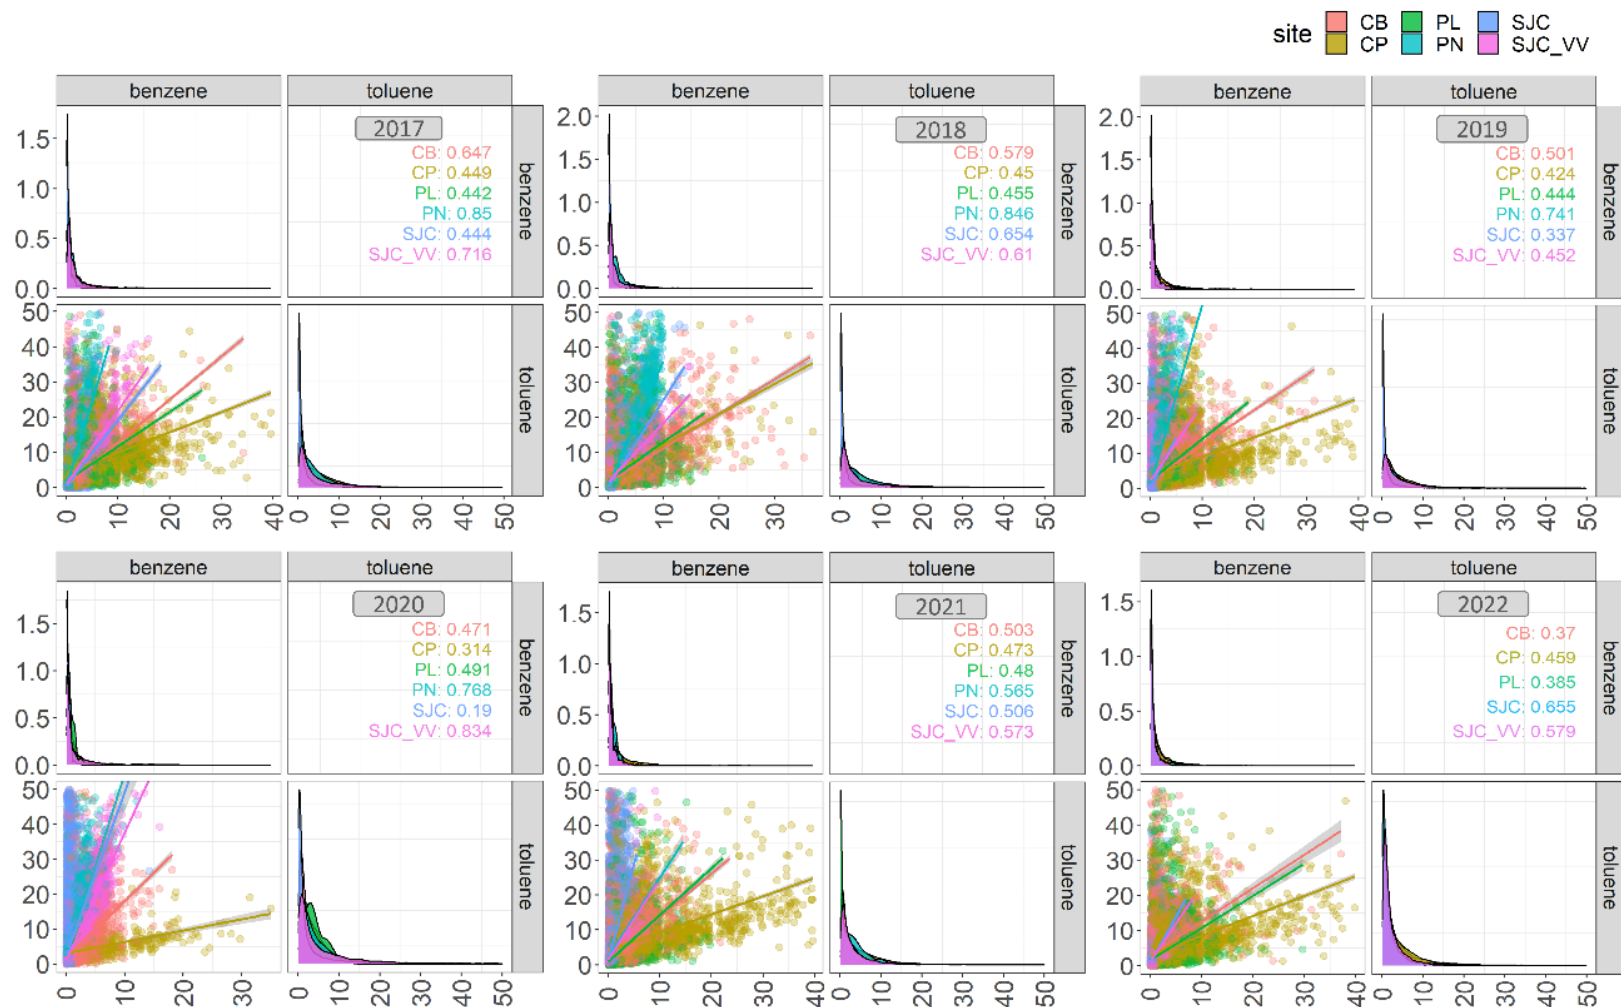 site CB PL SJC
CP PN SJC_VV
benzene toluene benzene toluene benzene toluene
2017 2018 2019
CB: 0.647 CB: 0.579 CB: 0.501
CP: 0.449 CP: 0.45 CP: 0.424
PL: 0.442 PL: 0.455 PL: 0.444
PN: 0.85 PN: 0.846 PN: 0.741
SJC: 0.444 SJC: 0.654 SJC: 0.337
SJC_VV: 0.716 SJC_VV: 0.61 SJC_VV: 0.452
benzene benzene benzene
1.5 2.0 2.0
1.0 1.5 1.5
0.5 1.0 1.0
0.0 0.5 0.5
0.0 0.0
toluene toluene toluene
50 50
40 40 40
30 30 30
20 20 20
10 10 10
0 0 0
50
0 10 20 30 40 0 10 20 30 40 50 0 10 20 30 40 0 10 20 30 40 50 0 10 20 30 40 0 10 20 30 40 50
benzene toluene benzene toluene benzene toluene
2020 2021 2022
CB: 0.471 CB: 0.503 CB: 0.37
CP: 0.314 CP: 0.473 CP: 0.459
PL: 0.491 PL: 0.48 PL: 0.385
PN: 0.768 PN: 0.565 SJC: 0.655
SJC: 0.19 SJC: 0.506 SJC_VV: 0.579
SJC_VV: 0.834 SJC_VV: 0.573
benzene benzene benzene
1.5 1.5 1.5
1.0 1.0 1.0
0.5 0.5 0.5
0.0 0.0 0.0
toluene toluene toluene
50 50 50
40 40 40
30 30 30
20 20 20
10 10 10
0 0 0
0 10 20 30 0 10 20 30 40 50 0 10 20 30 40 0 10 20 30 40 50 0 10 20 30 40 0 10 20 30 40 50